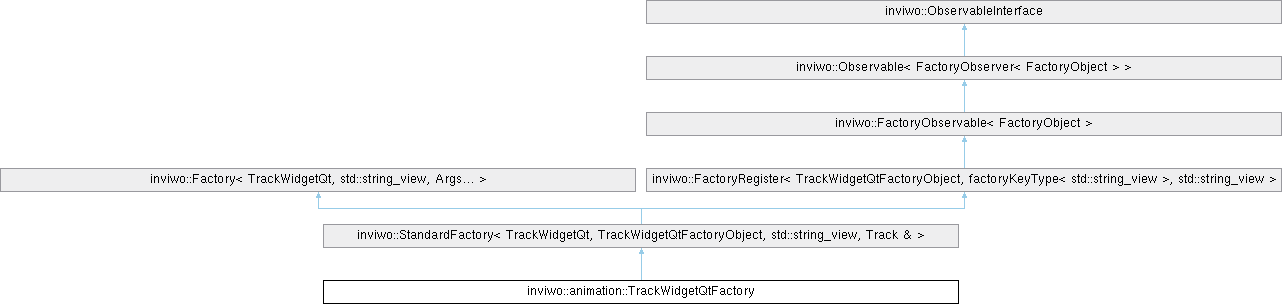 inviwo::ObservableInterface
inviwo::Observable< FactoryObserver< FactoryObject > >
inviwo::FactoryObservable< FactoryObject >
inviwo::Factory< TrackWidgetQt, std::string_view, Args... >
inviwo::FactoryRegister< TrackWidgetQtFactoryObject, factoryKeyType< std::string_view >, std::string_view >
inviwo::StandardFactory< TrackWidgetQt, TrackWidgetQtFactoryObject, std::string_view, Track & >
inviwo::animation::TrackWidgetQtFactory